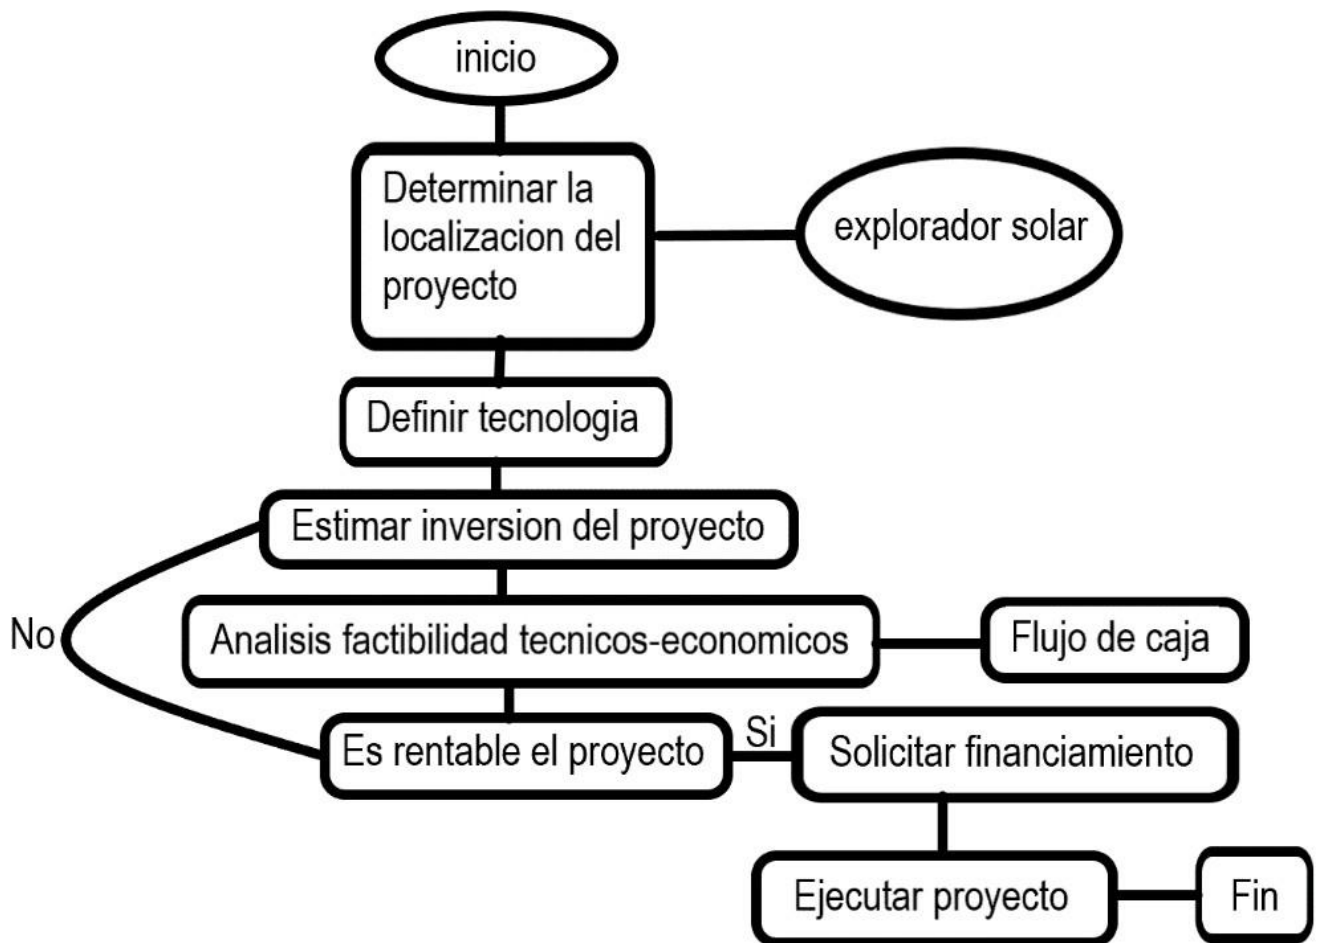 inicio
Determinar la
localizacion del
proyecto
explorador solar
Definir tecnologia
Estimar inversion del proyecto
No
Analisis factibilidad tecnicos-economicos
Flujo de caja
Es rentable el proyecto
Si
Solicitar financiamiento
Ejecutar proyecto
Fin